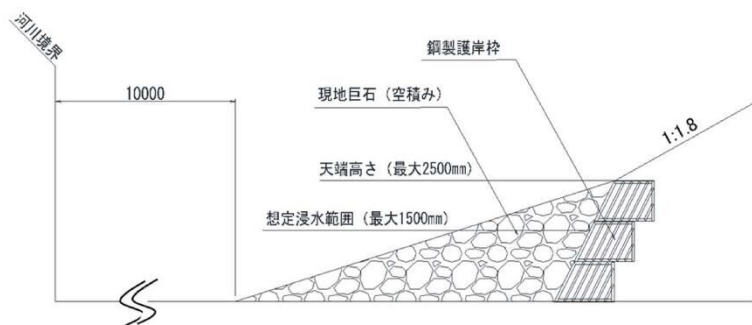 河川境界
10000
鋼製護岸枠
現地巨石（空積み）
1:1.8
天端高さ（最大2500㎜）
想定浸水範囲（最大1500㎜）